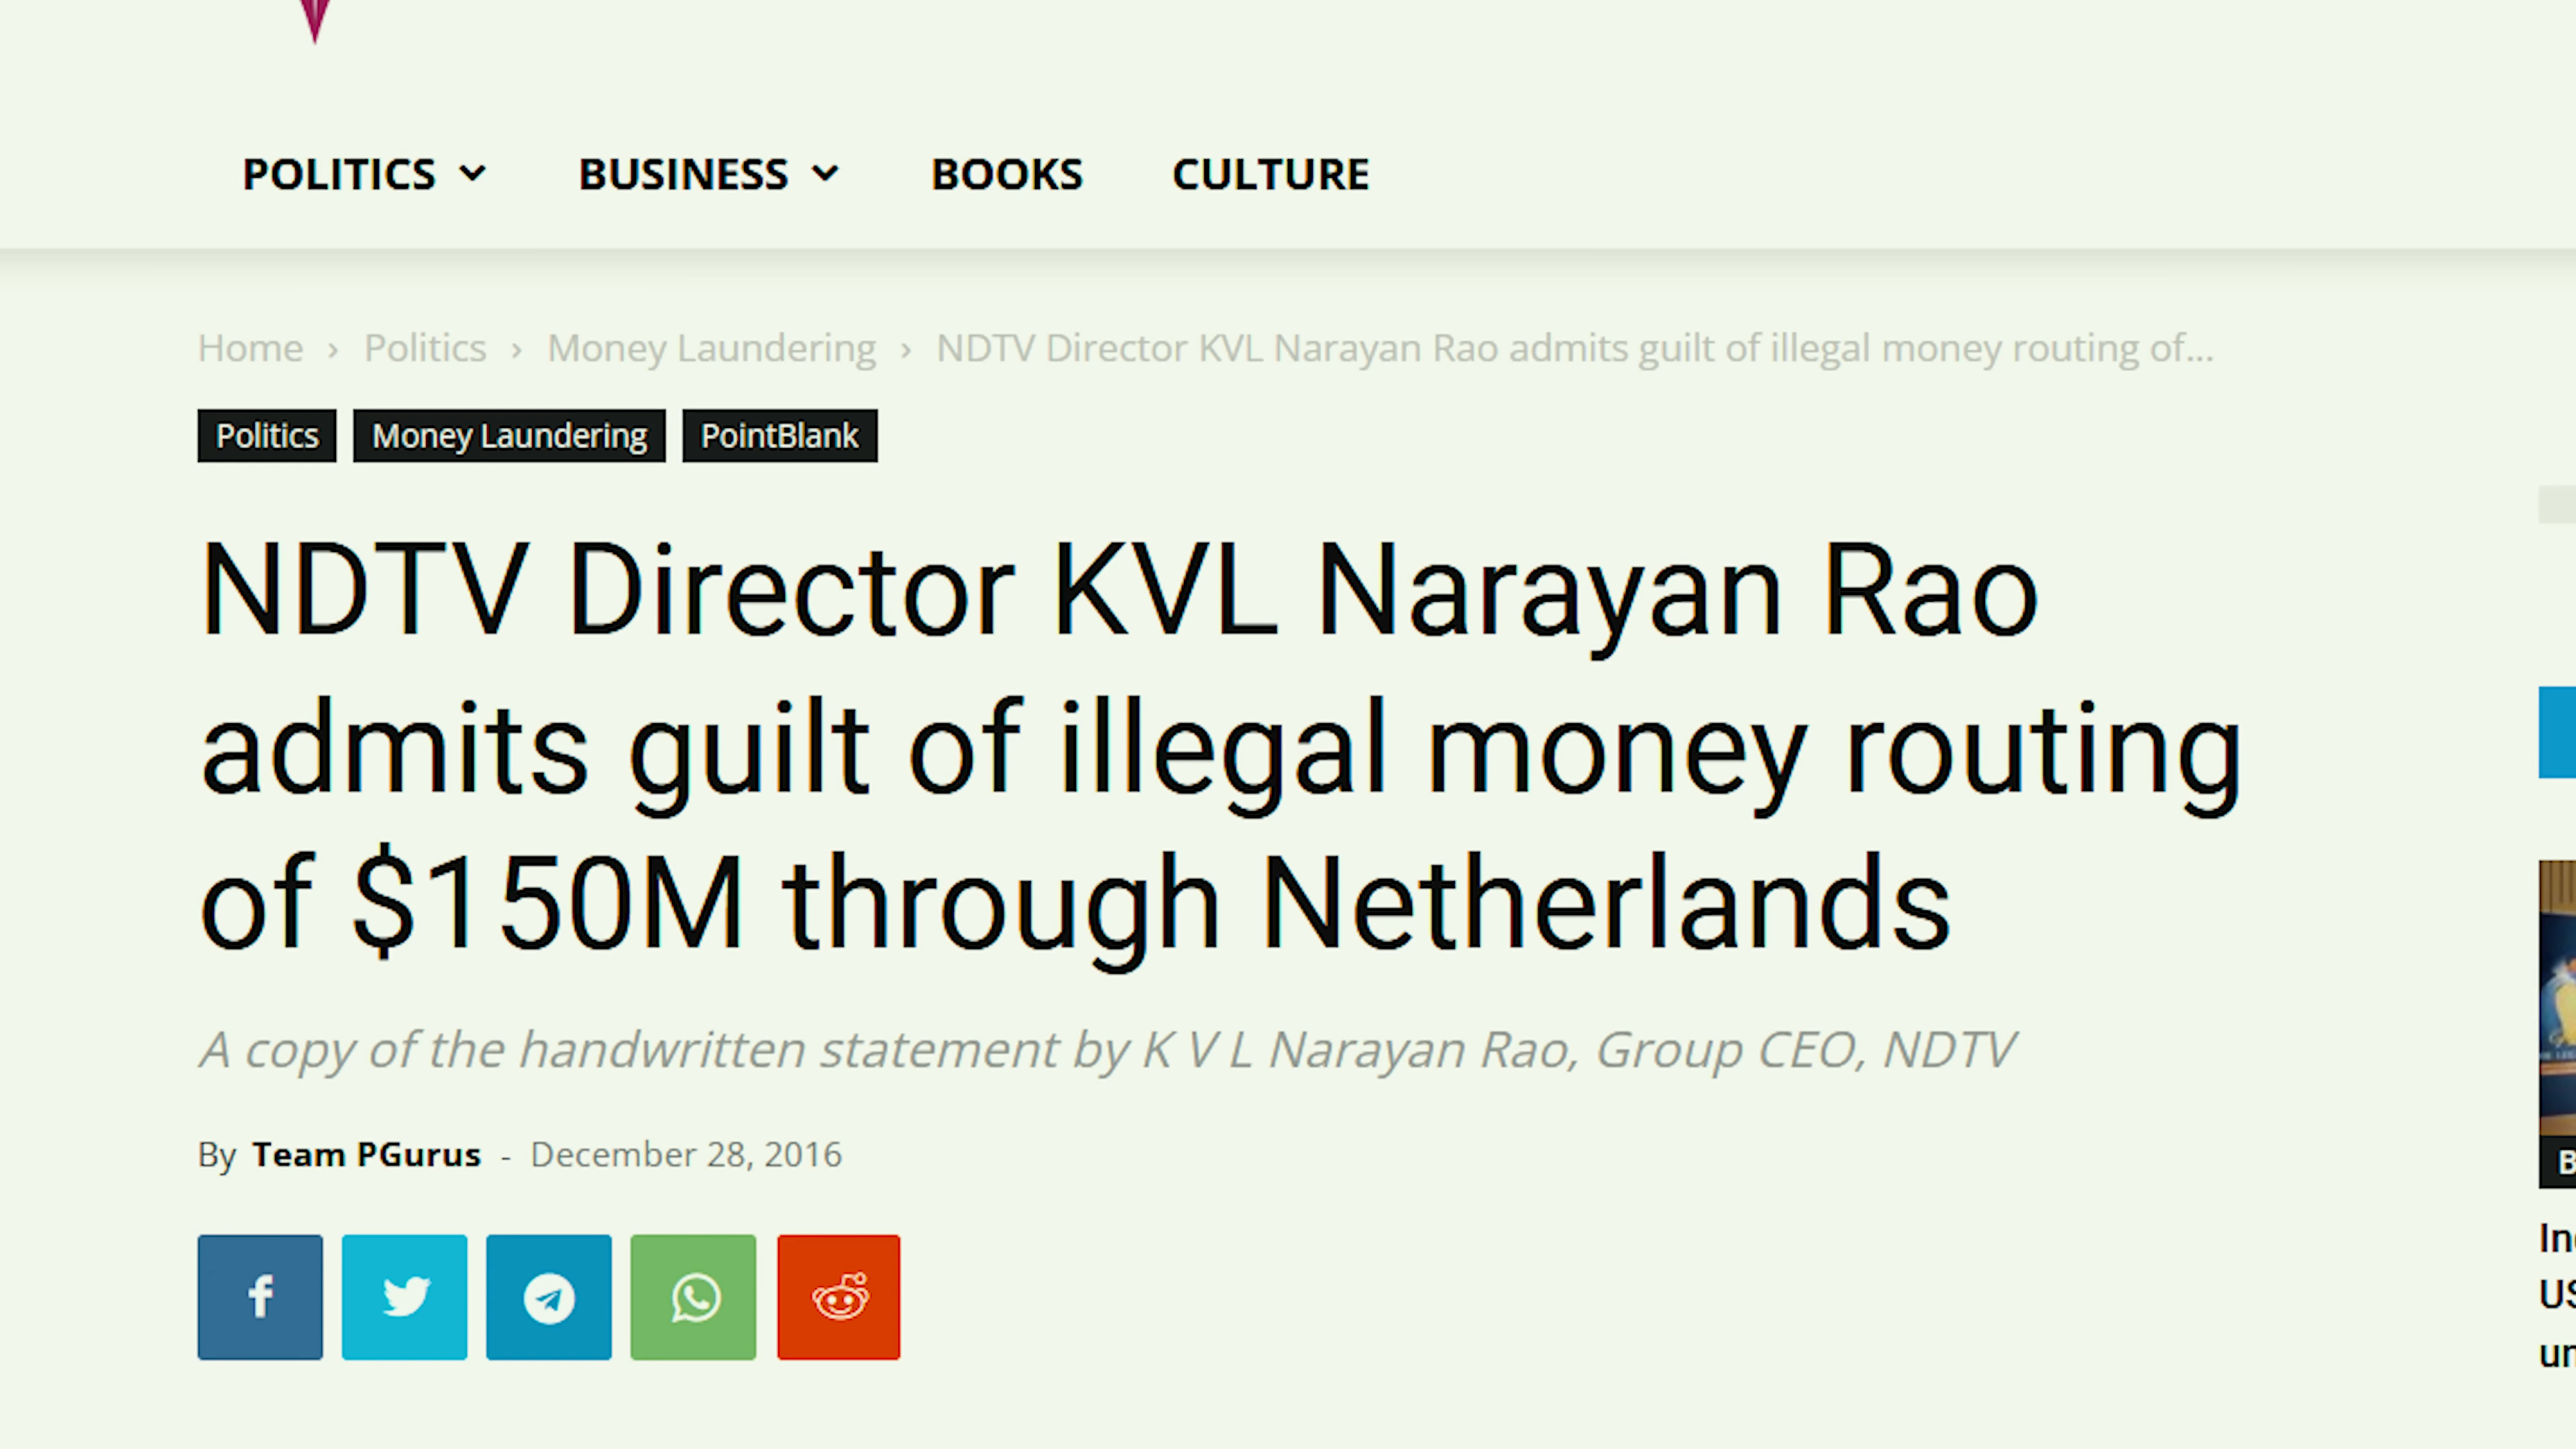 POLITICS BUSINESS BOOKS CULTURE
Home › Politics › Money Laundering › NDTV Director KVL Narayan Rao admits guilt of illegal money routing of...
Politics Money Laundering PointBlank
NDTV Director KVL Narayan Rao
admits guilt of illegal money routing
of $150M through Netherlands
A copy of the handwritten statement by K V L Narayan Rao, Group CEO, NDTV
By Team PGurus - December 28, 2016